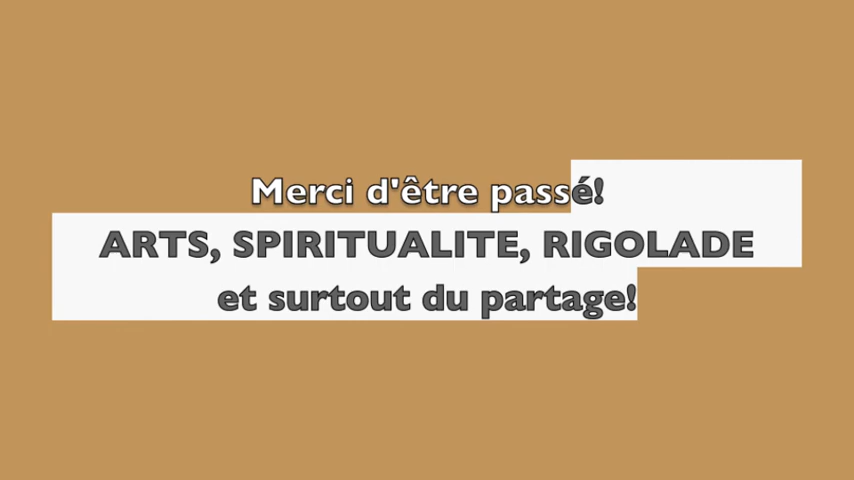 Merci d'être passé!
ARTS, SPIRITUALITE, RIGOLADE
et surtout du partage!